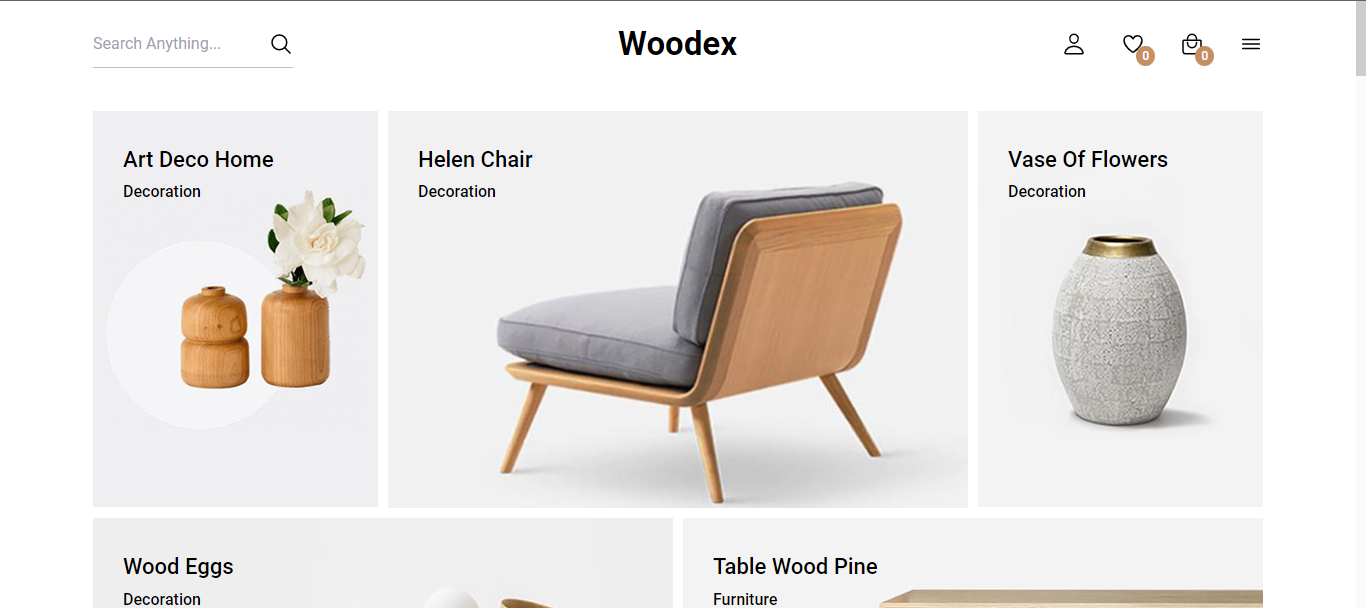 Search Anything...
Woodex
0
0
Art Deco Home
Decoration
Helen Chair
Decoration
Vase Of Flowers
Decoration
Wood Eggs
Decoration
Table Wood Pine
Furniture